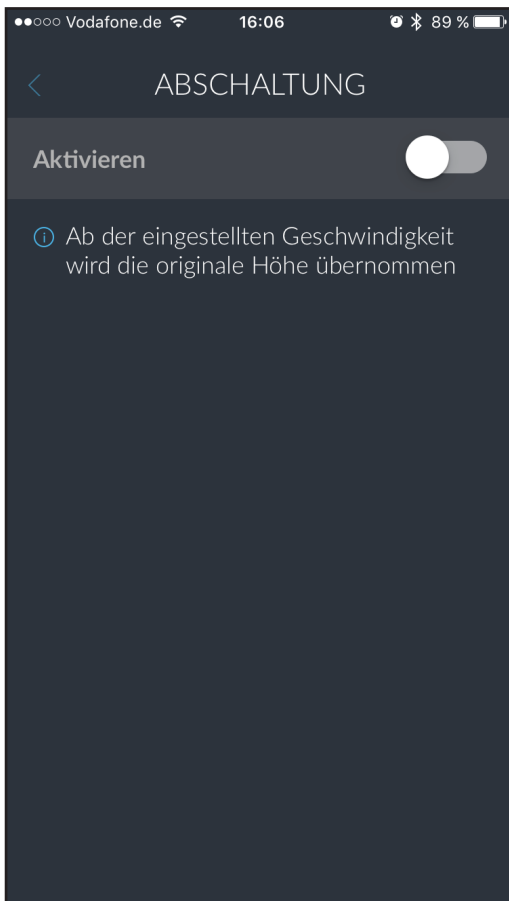 Vodafone.de 16:06 89 %
ABSCHALTUNG
Aktivieren
Ab der eingestellten Geschwindigkeit
wird die originale Höhe übernommen